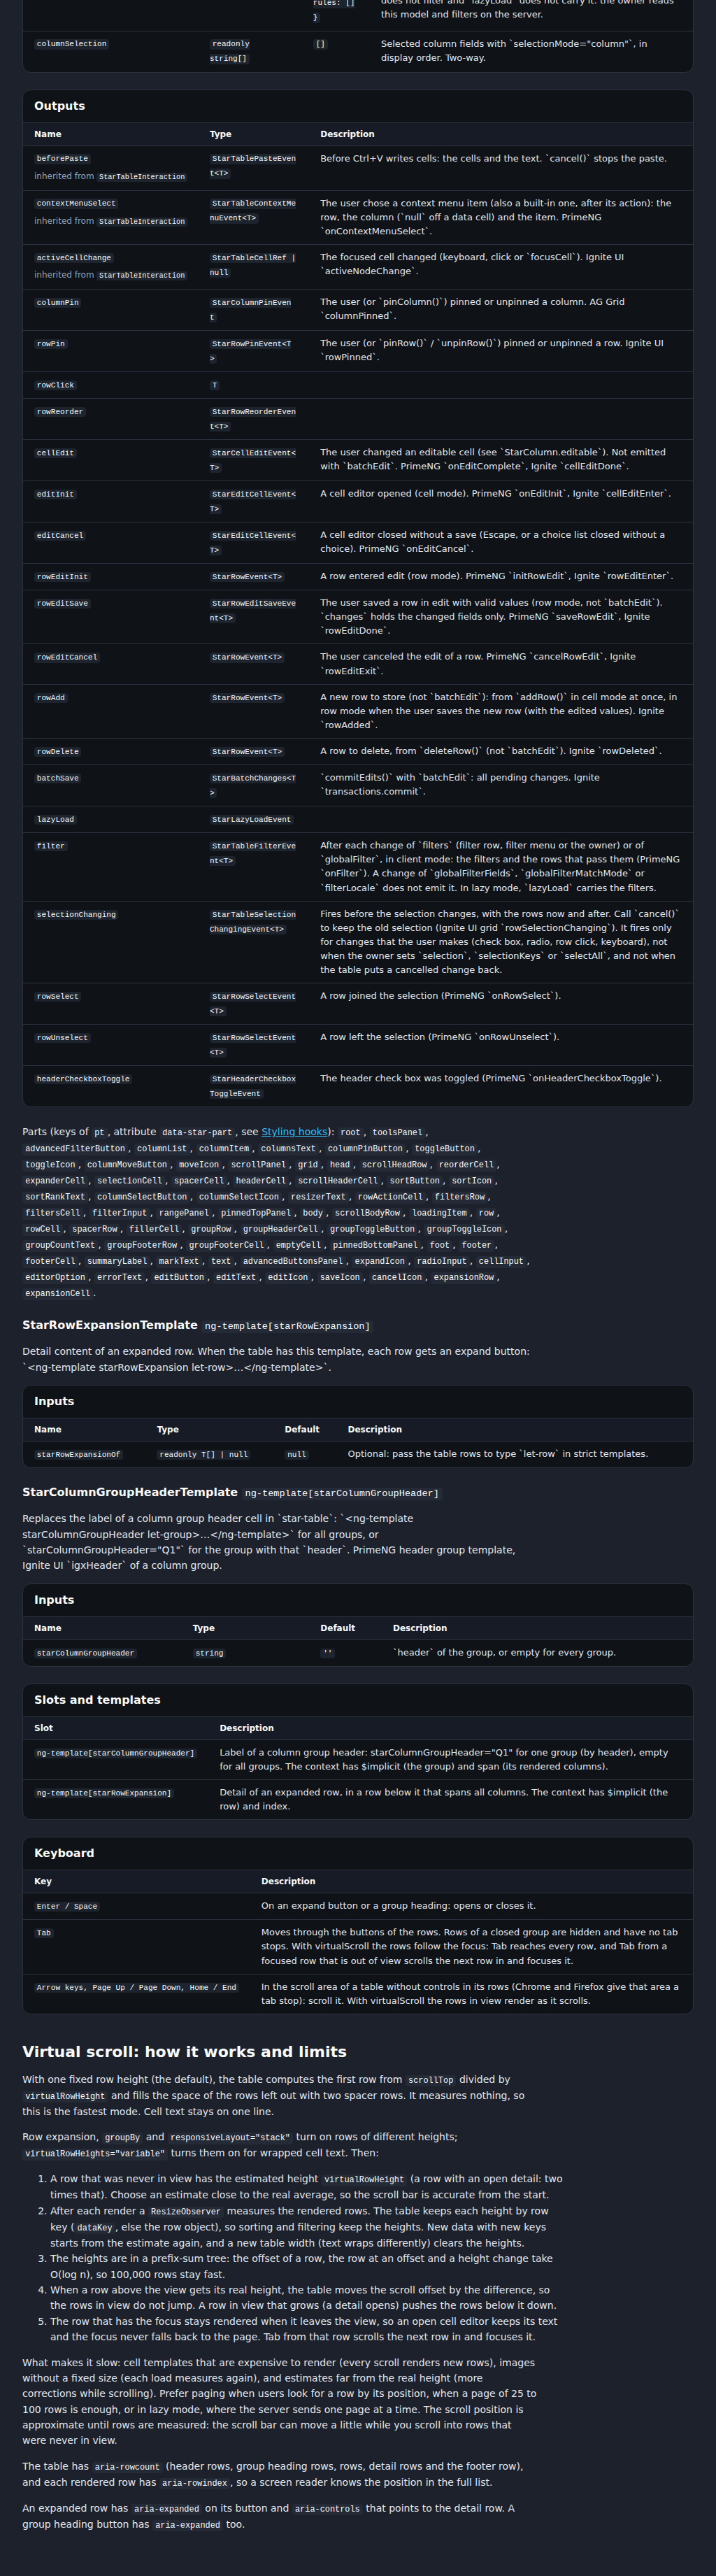 rules: []
}
does not filter and `lazyLoad` does not carry it: the owner reads
this model and filters on the server.
columnSelection
readonly
string[]
[]
Selected column fields with `selectionMode="column"`, in
display order. Two-way.
Outputs
Name Type Description
beforePaste
inherited from StarTableInteraction
StarTablePasteEven
t<T>
Before Ctrl+V writes cells: the cells and the text. `cancel()` stops the paste.
contextMenuSelect
inherited from StarTableInteraction
StarTableContextMe
nuEvent<T>
The user chose a context menu item (also a built-in one, after its action): the
row, the column (`null` off a data cell) and the item. PrimeNG
`onContextMenuSelect`.
activeCellChange
inherited from StarTableInteraction
StarTableCellRef |
null
The focused cell changed (keyboard, click or `focusCell`). Ignite UI
`activeNodeChange`.
columnPin
StarColumnPinEven
t
The user (or `pinColumn()`) pinned or unpinned a column. AG Grid
`columnPinned`.
rowPin
StarRowPinEvent<T
>
The user (or `pinRow()` / `unpinRow()`) pinned or unpinned a row. Ignite UI
`rowPinned`.
rowClick
T
rowReorder
StarRowReorderEven
t<T>
cellEdit
StarCellEditEvent<
T>
The user changed an editable cell (see `StarColumn.editable`). Not emitted
with `batchEdit`. PrimeNG `onEditComplete`, Ignite `cellEditDone`.
editInit
StarEditCellEvent<
T>
A cell editor opened (cell mode). PrimeNG `onEditInit`, Ignite `cellEditEnter`.
editCancel
StarEditCellEvent<
T>
A cell editor closed without a save (Escape, or a choice list closed without a
choice). PrimeNG `onEditCancel`.
rowEditInit
StarRowEvent<T>
A row entered edit (row mode). PrimeNG `initRowEdit`, Ignite `rowEditEnter`.
rowEditSave
StarRowEditSaveEve
nt<T>
The user saved a row in edit with valid values (row mode, not `batchEdit`).
`changes` holds the changed fields only. PrimeNG `saveRowEdit`, Ignite
`rowEditDone`.
rowEditCancel
StarRowEvent<T>
The user canceled the edit of a row. PrimeNG `cancelRowEdit`, Ignite
`rowEditExit`.
rowAdd
StarRowEvent<T>
A new row to store (not `batchEdit`): from `addRow()` in cell mode at once, in
row mode when the user saves the new row (with the edited values). Ignite
`rowAdded`.
rowDelete
StarRowEvent<T>
A row to delete, from `deleteRow()` (not `batchEdit`). Ignite `rowDeleted`.
batchSave
StarBatchChanges<T
>
`commitEdits()` with `batchEdit`: all pending changes. Ignite
`transactions.commit`.
lazyLoad
StarLazyLoadEvent
filter
StarTableFilterEve
nt<T>
After each change of `filters` (filter row, filter menu or the owner) or of
`globalFilter`, in client mode: the filters and the rows that pass them (PrimeNG
`onFilter`). A change of `globalFilterFields`, `globalFilterMatchMode` or
`filterLocale` does not emit it. In lazy mode, `lazyLoad` carries the filters.
selectionChanging
StarTableSelection
ChangingEvent<T>
Fires before the selection changes, with the rows now and after. Call `cancel()`
to keep the old selection (Ignite UI grid `rowSelectionChanging`). It fires only
for changes that the user makes (check box, radio, row click, keyboard), not
when the owner sets `selection`, `selectionKeys` or `selectAll`, and not when
the table puts a cancelled change back.
rowSelect
StarRowSelectEvent
<T>
A row joined the selection (PrimeNG `onRowSelect`).
rowUnselect
StarRowSelectEvent
<T>
A row left the selection (PrimeNG `onRowUnselect`).
headerCheckboxToggle
StarHeaderCheckbox
ToggleEvent
The header check box was toggled (PrimeNG `onHeaderCheckboxToggle`).
Parts (keys of pt, attribute data-star-part, see Styling hooks): root, toolsPanel,
advancedFilterButton, columnList, columnItem, columnsText, columnPinButton, toggleButton,
toggleIcon, columnMoveButton, moveIcon, scrollPanel, grid, head, scrollHeadRow, reorderCell,
expanderCell, selectionCell, spacerCell, headerCell, scrollHeaderCell, sortButton, sortIcon,
sortRankText, columnSelectButton, columnSelectIcon, resizerText, rowActionCell, filtersRow,
filtersCell, filterInput, rangePanel, pinnedTopPanel, body, scrollBodyRow, loadingItem, row,
rowCell, spacerRow, fillerCell, groupRow, groupHeaderCell, groupToggleButton, groupToggleIcon,
groupCountText, groupFooterRow, groupFooterCell, emptyCell, pinnedBottomPanel, foot, footer,
footerCell, summaryLabel, markText, text, advancedButtonsPanel, expandIcon, radioInput, cellInput,
editorOption, errorText, editButton, editText, editIcon, saveIcon, cancelIcon, expansionRow,
expansionCell.
StarRowExpansionTemplate ng-template[starRowExpansion]
Detail content of an expanded row. When the table has this template, each row gets an expand button:
`<ng-template starRowExpansion let-row>…</ng-template>`.
Inputs
Name Type Default Description
starRowExpansionOf readonly T[] | null null Optional: pass the table rows to type `let-row` in strict templates.
StarColumnGroupHeaderTemplate ng-template[starColumnGroupHeader]
Replaces the label of a column group header cell in `star-table`: `<ng-template
starColumnGroupHeader let-group>…</ng-template>` for all groups, or
`starColumnGroupHeader="Q1"` for the group with that `header`. PrimeNG header group template,
Ignite UI `igxHeader` of a column group.
Inputs
Name Type Default Description
starColumnGroupHeader string '' `header` of the group, or empty for every group.
Slots and templates
Slot Description
ng-template[starColumnGroupHeader]
Label of a column group header: starColumnGroupHeader="Q1" for one group (by header), empty
for all groups. The context has $implicit (the group) and span (its rendered columns).
ng-template[starRowExpansion]
Detail of an expanded row, in a row below it that spans all columns. The context has $implicit (the
row) and index.
Keyboard
Key Description
Enter / Space On an expand button or a group heading: opens or closes it.
Tab
Moves through the buttons of the rows. Rows of a closed group are hidden and have no tab
stops. With virtualScroll the rows follow the focus: Tab reaches every row, and Tab from a
focused row that is out of view scrolls the next row in and focuses it.
Arrow keys, Page Up / Page Down, Home / End
In the scroll area of a table without controls in its rows (Chrome and Firefox give that area a
tab stop): scroll it. With virtualScroll the rows in view render as it scrolls.
Virtual scroll: how it works and limits
With one fixed row height (the default), the table computes the first row from scrollTop divided by
virtualRowHeight and fills the space of the rows left out with two spacer rows. It measures nothing, so
this is the fastest mode. Cell text stays on one line.
Row expansion, groupBy and responsiveLayout="stack" turn on rows of different heights;
virtualRowHeights="variable" turns them on for wrapped cell text. Then:
1. A row that was never in view has the estimated height virtualRowHeight (a row with an open detail: two
times that). Choose an estimate close to the real average, so the scroll bar is accurate from the start.
2. After each render a ResizeObserver measures the rendered rows. The table keeps each height by row
key (dataKey, else the row object), so sorting and filtering keep the heights. New data with new keys
starts from the estimate again, and a new table width (text wraps differently) clears the heights.
3. The heights are in a prefix-sum tree: the offset of a row, the row at an offset and a height change take
O(log n), so 100,000 rows stay fast.
4. When a row above the view gets its real height, the table moves the scroll offset by the difference, so
the rows in view do not jump. A row in view that grows (a detail opens) pushes the rows below it down.
5. The row that has the focus stays rendered when it leaves the view, so an open cell editor keeps its text
and the focus never falls back to the page. Tab from that row scrolls the next row in and focuses it.
What makes it slow: cell templates that are expensive to render (every scroll renders new rows), images
without a fixed size (each load measures again), and estimates far from the real height (more
corrections while scrolling). Prefer paging when users look for a row by its position, when a page of 25 to
100 rows is enough, or in lazy mode, where the server sends one page at a time. The scroll position is
approximate until rows are measured: the scroll bar can move a little while you scroll into rows that
were never in view.
The table has aria-rowcount (header rows, group heading rows, rows, detail rows and the footer row),
and each rendered row has aria-rowindex, so a screen reader knows the position in the full list.
An expanded row has aria-expanded on its button and aria-controls that points to the detail row. A
group heading button has aria-expanded too.